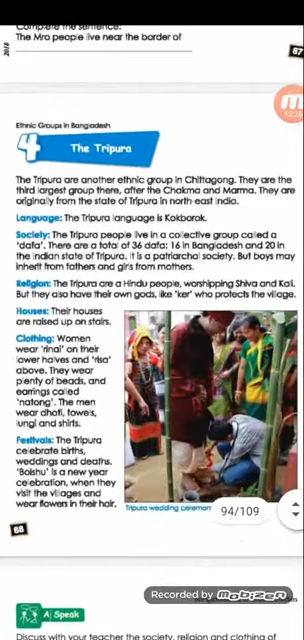 Complete the sentence:
The Mro people live near the border of
2018
87
12:26
Ethnic Groups in Bangladesh
4 The Tripura
The Tripura are another ethnic group in Chittagong. They are the
third largest group there, after the Chakma and Marma. They are
originally from the state of Tripura in north-east India.
Language: The Tripura language is Kokborok.
Society: The Tripura people live in a collective group called a
'dafa'. There are a total of 36 dafa: 16 in Bangladesh and 20 in
the Indian state of Tripura. It is a patriarchal society. But boys may
inherit from fathers and girls from mothers.
Religion: The Tripura are a Hindu people, worshipping Shiva and Kali.
But they also have their own gods, like 'ker' who protects the village.
Houses: Their houses
are raised up on stairs.
Clothing: Women
wear 'rinai' on their
lower halves and 'risa'
above. They wear
plenty of beads, and
earrings called
'natong'. The men
wear dhoti, towels,
lungi and shirts.
Festivals: The Tripura
celebrate births,
weddings and deaths.
'Boishu' is a new year
celebration, when they
visit the villages and
wear flowers in their hair.
Tripura wedding ceremon
94/109
88
Recorded by mobizen
A Speak
Discuss with your teacher the society, religion and clothing of